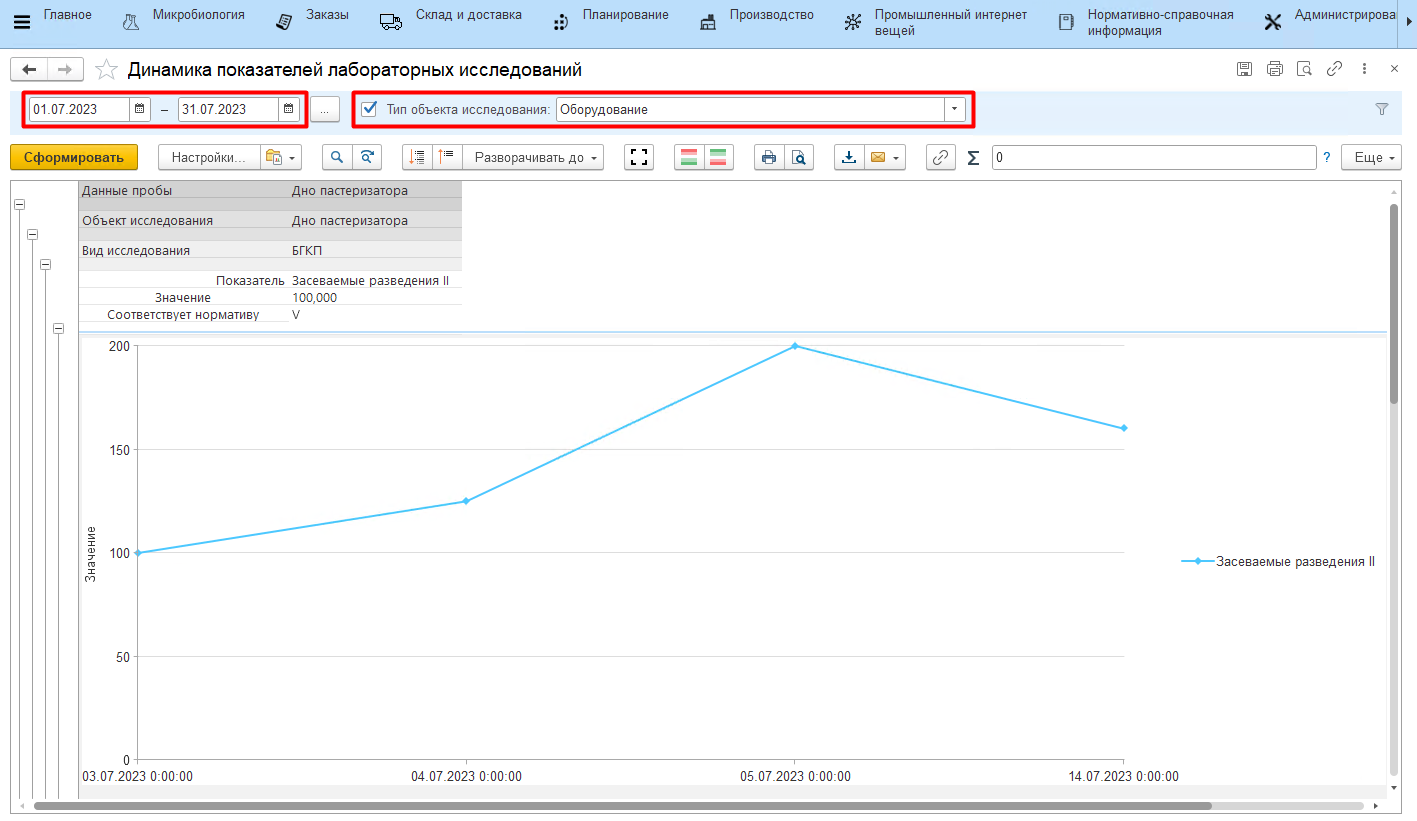 Главное
Микробиология
Заказы
Склад и доставка
Планирование
Производство
Промышленный интернет
вещей
Нормативно-справочная
информация
Администрирова
Динамика показателей лабораторных исследований
01.07.2023 – 31.07.2023 ...
Тип объекта исследования: Оборудование
Сформировать
Настройки...
Разворачивать до
Σ 0 ?
Еще
Данные пробы Дно пастеризатора
Объект исследования Дно пастеризатора
Вид исследования БГКП
Показатель Засеваемые разведения II
Значение 100,000
Соответствует нормативу V
200
150
100
50
0
Значение
03.07.2023 0:00:00 04.07.2023 0:00:00 05.07.2023 0:00:00 14.07.2023 0:00:00
Засеваемые разведения II